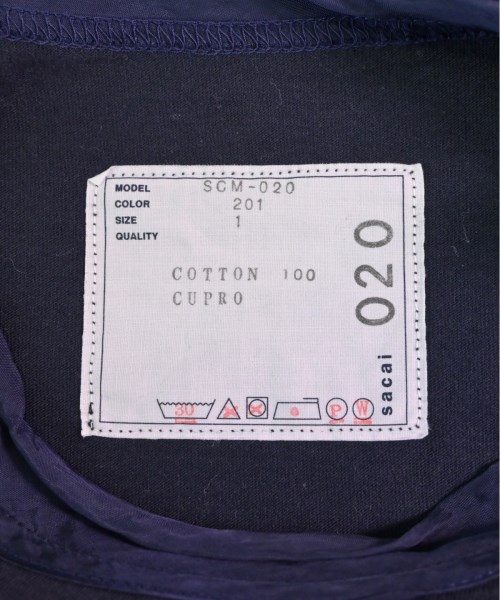 MODEL SCM-020
COLOR 201
SIZE 1
QUALITY
COTTON 100
CUPRO
020
sacai
30 P W